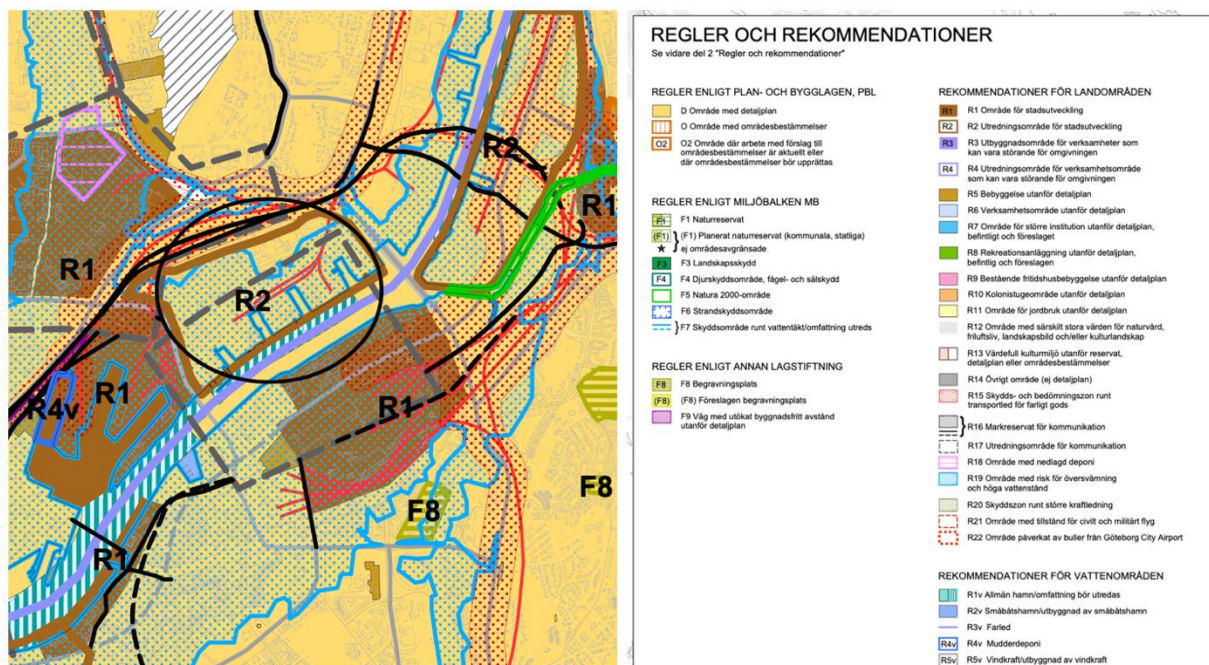 R2
R1
R1
R2
R1
R4v
R1
F8
F8
R1
REGLER OCH REKOMMENDATIONER
Se vidare del 2 "Regler och rekommendationer"
REGLER ENLIGT PLAN- OCH BYGGLAGEN, PBL
D Område med detaljplan
O Område med områdesbestämmelser
O2 O2 Område där arbete med förslag till
områdesbestämmelser är aktuellt eller
där områdesbestämmelser bör upprättas
REGLER ENLIGT MILJÖBALKEN MB
F1 F1 Naturreservat
(F1) (F1) Planerat naturreservat (kommunala, statliga)
ej områdesavgränsade
F3 F3 Landskapsskydd
F4 F4 Djurskyddsområde, fågel- och sälskydd
F5 Natura 2000-område
F6 Strandskyddsområde
F7 Skyddsområde runt vattentäkt/omfattning utreds
REGLER ENLIGT ANNAN LAGSTIFTNING
F8 F8 Begravningsplats
(F8) (F8) Föreslagen begravningsplats
F9 Väg med utökat byggnadsfritt avstånd
utanför detaljplan
REKOMMENDATIONER FÖR LANDOMRÅDEN
R1 R1 Område för stadsutveckling
R2 R2 Utredningsområde för stadsutveckling
R3 R3 Utbyggnadsområde för verksamheter som
kan vara störande för omgivningen
R4 R4 Utredningsområde för verksamhetsområde
som kan vara störande för omgivningen
R5 Bebyggelse utanför detaljplan
R6 Verksamhetsområde utanför detaljplan
R7 Område för större institution utanför detaljplan,
befintligt och föreslaget
R8 Rekreationsanläggning utanför detaljplan,
befintlig och föreslagen
R9 Bestående fritidshusbebyggelse utanför detaljplan
R10 Kolonistugeområde utanför detaljplan
R11 Område för jordbruk utanför detaljplan
R12 Område med särskilt stora värden för naturvård,
friluftsliv, landskapsbild och/eller kulturlandskap
R13 Värdefull kulturmiljö utanför reservat,
detaljplan eller områdesbestämmelser
R14 Övrigt område (ej detaljplan)
R15 Skydds- och bedömningszon runt
transportled för farligt gods
R16 Markreservat för kommunikation
R17 Utredningsområde för kommunikation
R18 Område med nedlagd deponi
R19 Område med risk för översvämning
och höga vattenstånd
R20 Skyddszon runt större kraftledning
R21 Område med tillstånd för civilt och militärt flyg
R22 Område påverkat av buller från Göteborg City Airport
REKOMMENDATIONER FÖR VATTENOMRÅDEN
R1v Allmän hamn/omfattning bör utredas
R2v Småbåtshamn/utbyggnad av småbåtshamn
R3v Farled
R4v R4v Mudderdeponi
R5v R5v Vindkraft/utbyggnad av vindkraft